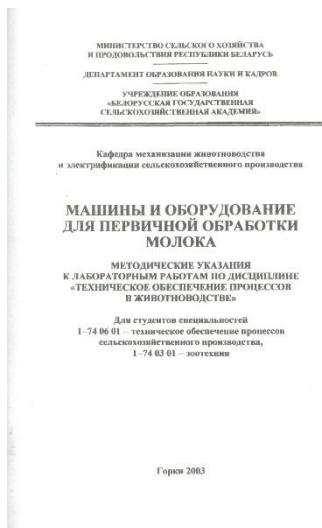 МИНИСТЕРСТВО СЕЛЬСКОГО ХОЗЯЙСТВА
И ПРОДОВОЛЬСТВИЯ РЕСПУБЛИКИ БЕЛАРУСЬ
ДЕПАРТАМЕНТ ОБРАЗОВАНИЯ НАУКИ И КАДРОВ
УЧРЕЖДЕНИЕ ОБРАЗОВАНИЯ
«БЕЛОРУССКАЯ ГОСУДАРСТВЕННАЯ
СЕЛЬСКОХОЗЯЙСТВЕННАЯ АКАДЕМИЯ»
Кафедра механизации животноводства
и электрификации сельскохозяйственного производства
МАШИНЫ И ОБОРУДОВАНИЕ
ДЛЯ ПЕРВИЧНОЙ ОБРАБОТКИ
МОЛОКА
МЕТОДИЧЕСКИЕ УКАЗАНИЯ
К ЛАБОРАТОРНЫМ РАБОТАМ ПО ДИСЦИПЛИНЕ
«ТЕХНИЧЕСКОЕ ОБЕСПЕЧЕНИЕ ПРОЦЕССОВ
В ЖИВОТНОВОДСТВЕ»
Для студентов специальностей
1–74 06 01 – техническое обеспечение процессов
сельскохозяйственного производства,
1–74 03 01 – зоотехния
Горки 2003